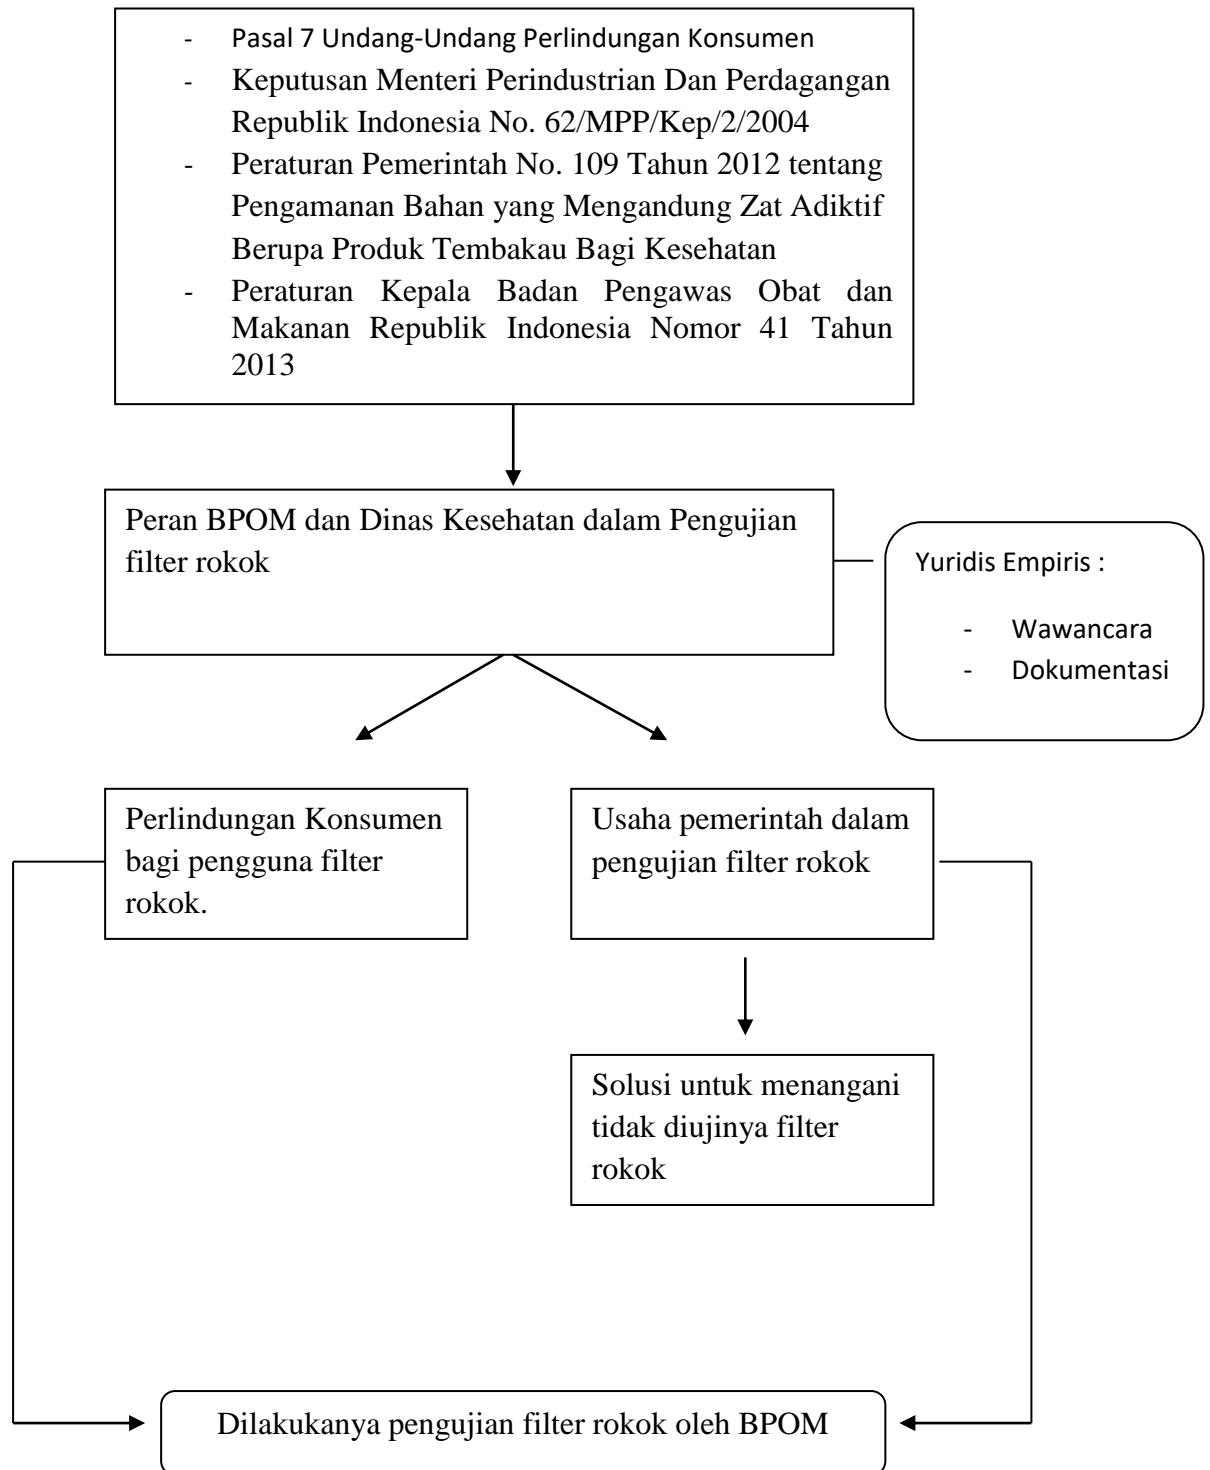 - Pasal 7 Undang-Undang Perlindungan Konsumen
- Keputusan Menteri Perindustrian Dan Perdagangan
Republik Indonesia No. 62/MPP/Kep/2/2004
- Peraturan Pemerintah No. 109 Tahun 2012 tentang
Pengamanan Bahan yang Mengandung Zat Adiktif
Berupa Produk Tembakau Bagi Kesehatan
- Peraturan Kepala Badan Pengawas Obat dan
Makanan Republik Indonesia Nomor 41 Tahun
2013
Peran BPOM dan Dinas Kesehatan dalam Pengujian
filter rokok
Yuridis Empiris :
- Wawancara
- Dokumentasi
Perlindungan Konsumen
bagi pengguna filter
rokok.
Usaha pemerintah dalam
pengujian filter rokok
Solusi untuk menangani
tidak diujinya filter
rokok
Dilakukanya pengujian filter rokok oleh BPOM